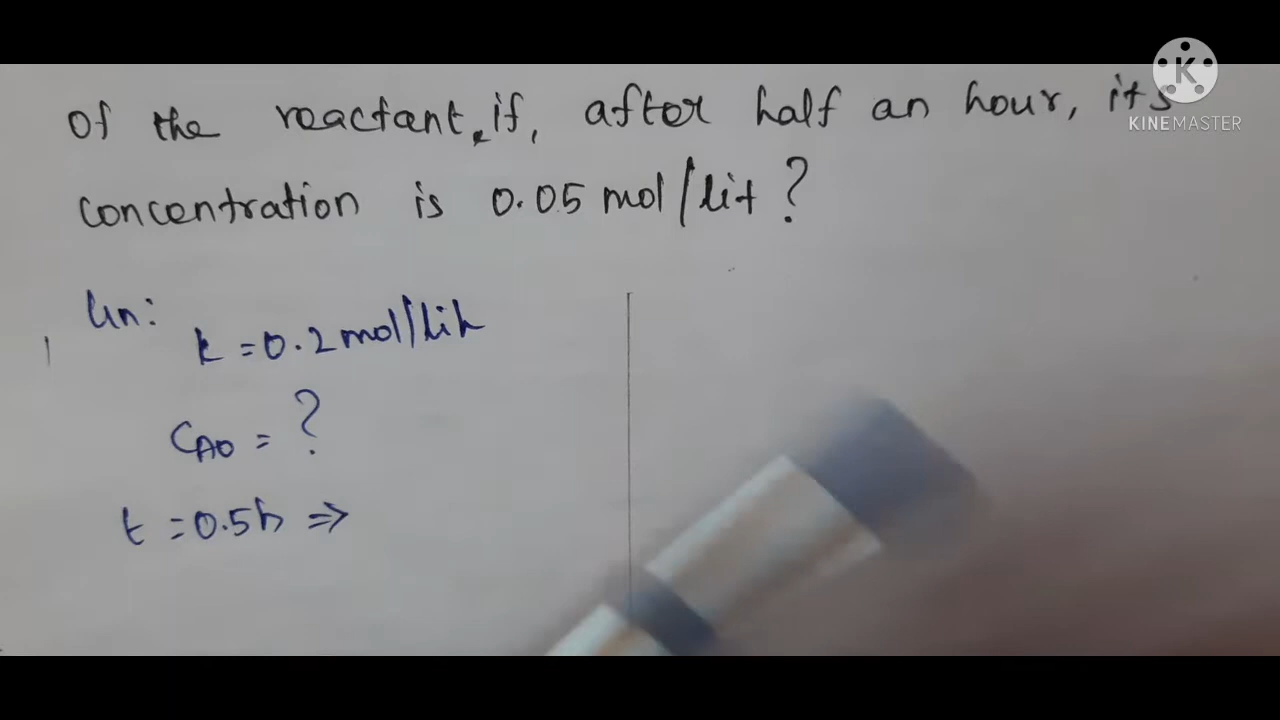 of the reactant, if, after half an hour, its
concentration is 0.05 mol/lit ?
KINEMASTER
k = 0.2 mol/lit
CA0 = ?
t = 0.5h ⇒